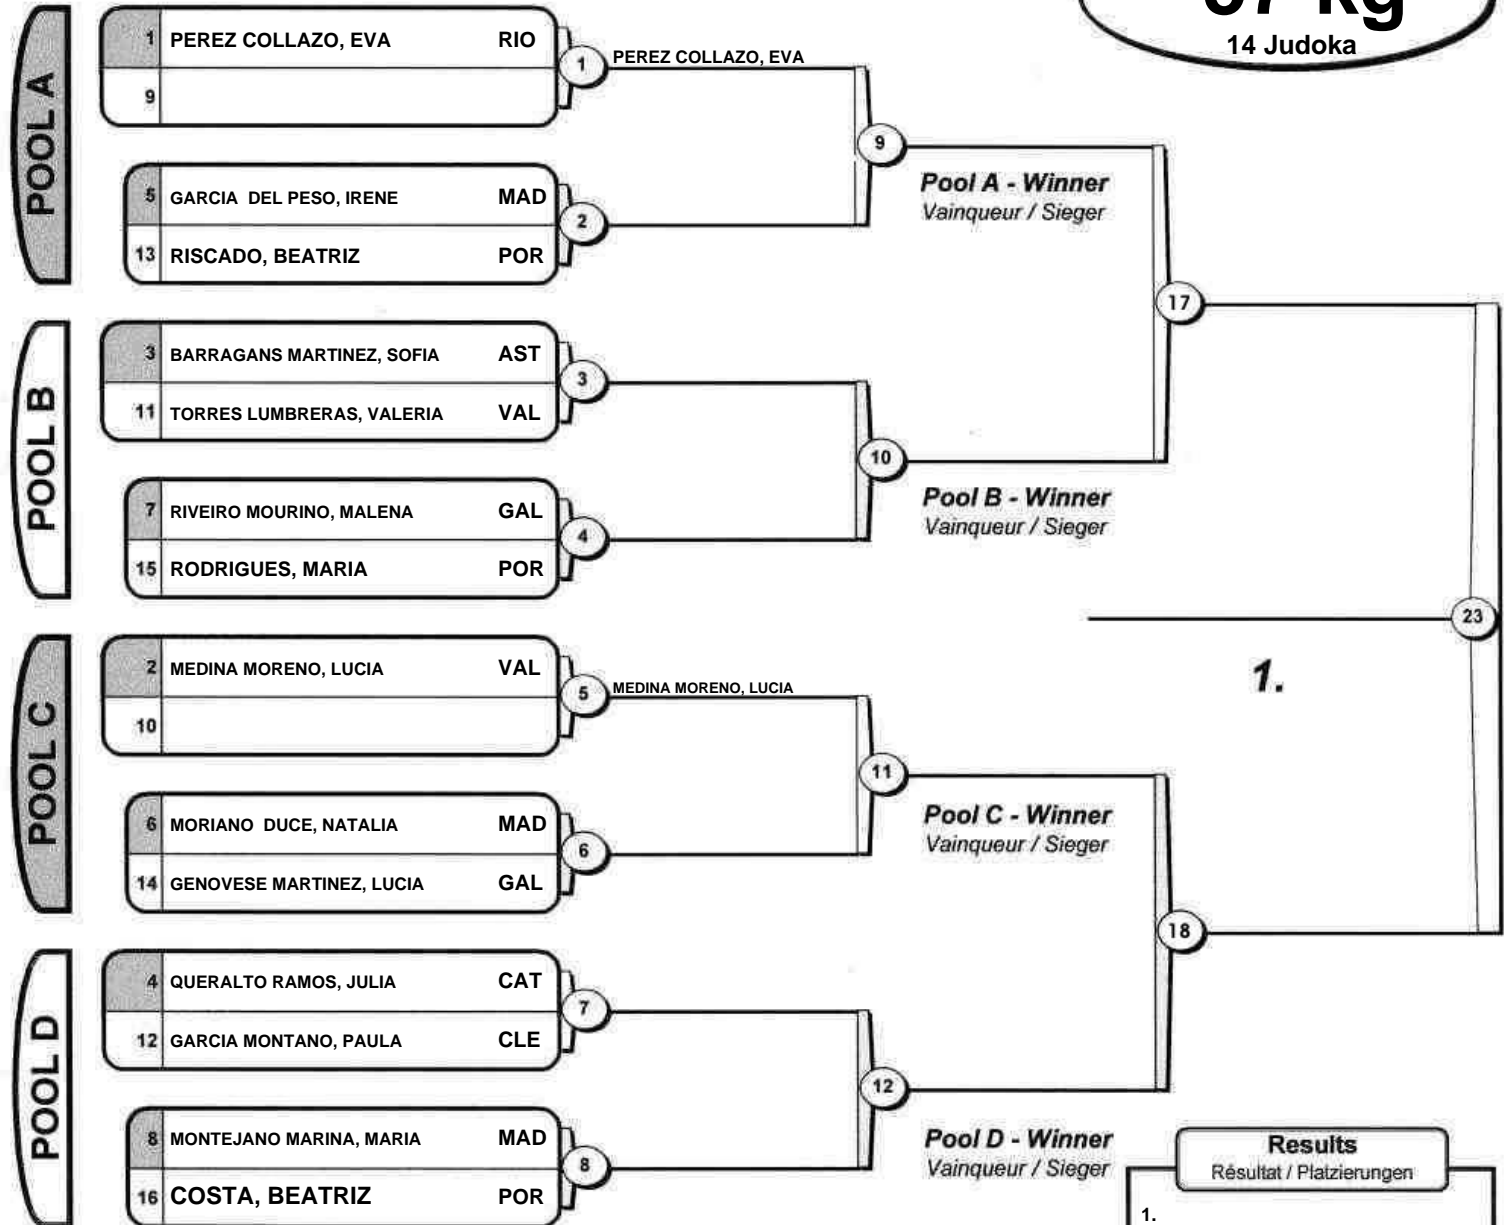 kg
14 Judoka
POOL A
1 PEREZ COLLAZO, EVA RIO
9
1 PEREZ COLLAZO, EVA
5 GARCIA  DEL PESO, IRENE MAD
13 RISCADO, BEATRIZ POR
2
9
Pool A - Winner
Vainqueur / Sieger
POOL B
3 BARRAGANS MARTINEZ, SOFIA AST
11 TORRES LUMBRERAS, VALERIA VAL
3
7 RIVEIRO MOURINO, MALENA GAL
15 RODRIGUES, MARIA POR
4
10
Pool B - Winner
Vainqueur / Sieger
17
23
1.
POOL C
2 MEDINA MORENO, LUCIA VAL
10
5 MEDINA MORENO, LUCIA
6 MORIANO  DUCE, NATALIA MAD
14 GENOVESE MARTINEZ, LUCIA GAL
6
11
Pool C - Winner
Vainqueur / Sieger
18
POOL D
4 QUERALTO RAMOS, JULIA CAT
12 GARCIA MONTANO, PAULA CLE
7
8 MONTEJANO MARINA, MARIA MAD
16 COSTA, BEATRIZ POR
8
12
Pool D - Winner
Vainqueur / Sieger
Results
Résultat / Platzierungen
1.